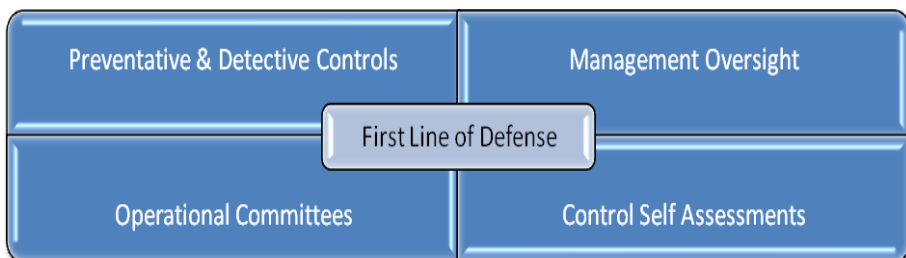 Preventative & Detective Controls
Management Oversight
First Line of Defense
Operational Committees
Control Self Assessments